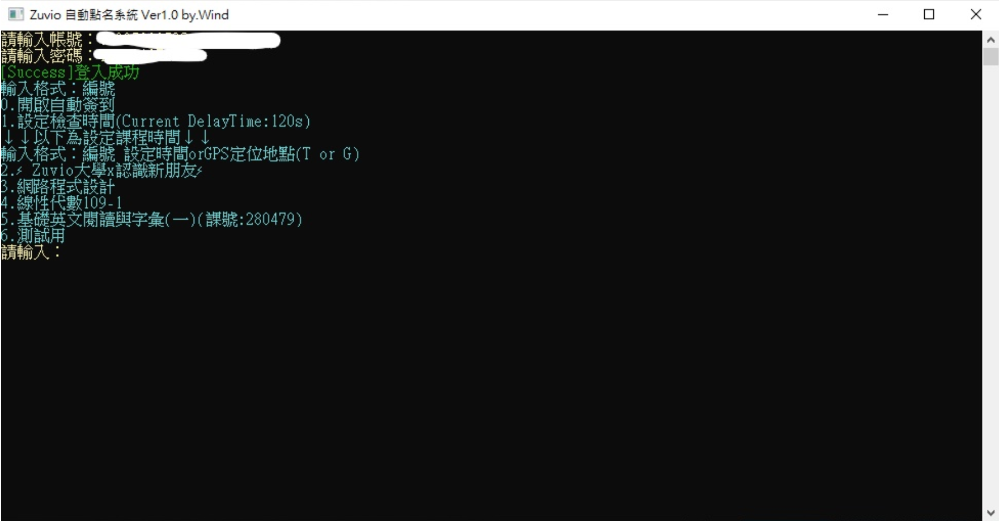 Zuvio 自動點名系統 Ver1.0 by.Wind
請輸入帳號：
請輸入密碼：
[Success]登入成功
輸入格式：編號
0.開啟自動簽到
1.設定檢查時間(Current DelayTime:120s)
↓↓以下為設定課程時間↓↓
輸入格式：編號 設定時間orGPS定位地點(T or G)
2.⚡ Zuvio大學x認識新朋友⚡
3.網路程式設計
4.線性代數109-1
5.基礎英文閱讀與字彙(一)(課號:280479)
6.測試用
請輸入：